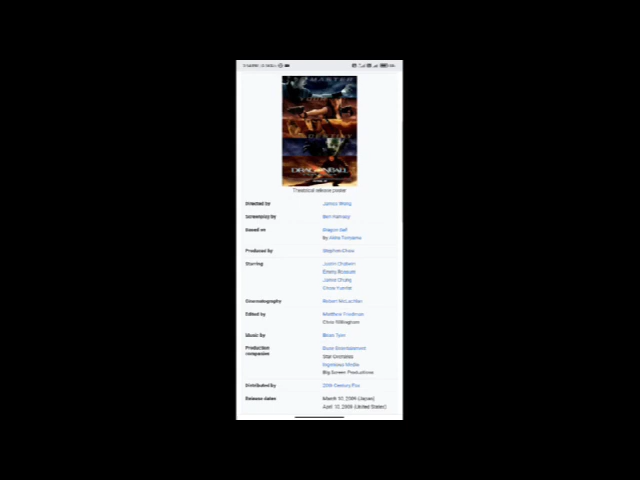 DRAGONBALL
Theatrical release poster
Directed by James Wong
Screenplay by Ben Ramsey
Based on Dragon Ball
by Akira Toriyama
Produced by Stephen Chow
Starring Justin Chatwin
Emmy Rossum
James Chung
Chow Yun-fat
Cinematography Robert McLachlan
Edited by Matthew Friedman
Chris Willingham
Music by Brian Tyler
Production
companies
Dune Entertainment
Star Overseas
Ingenious Media
Big Screen Productions
Distributed by 20th Century Fox
Release dates March 10, 2009 (Japan)
April 10, 2009 (United States)